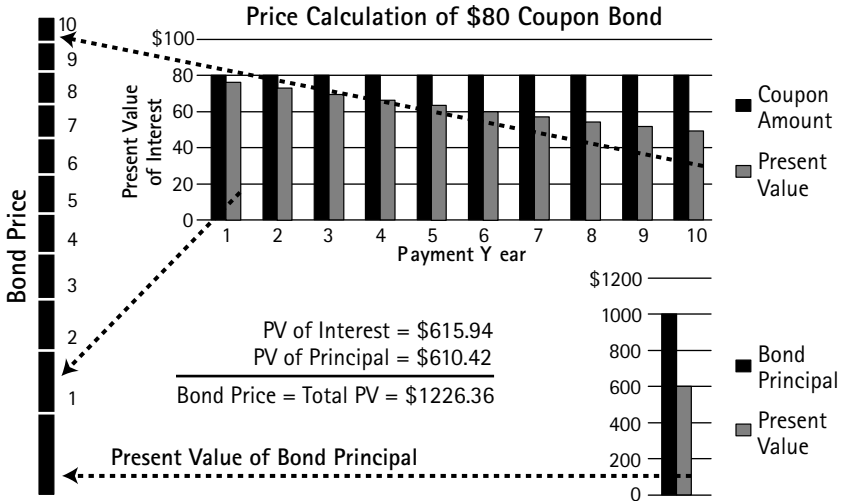 Price Calculation of $80 Coupon Bond
Bond Price
10
9
8
7
6
5
4
3
2
1
Present Value
of Interest
$100
80
60
40
20
0
1 2 3 4 5 6 7 8 9 10
Payment Y ear
Coupon
Amount
Present
Value
PV of Interest = $615.94
PV of Principal = $610.42
Bond Price = Total PV = $1226.36
Present Value of Bond Principal
$1200
1000
800
600
400
200
0
Bond
Principal
Present
Value